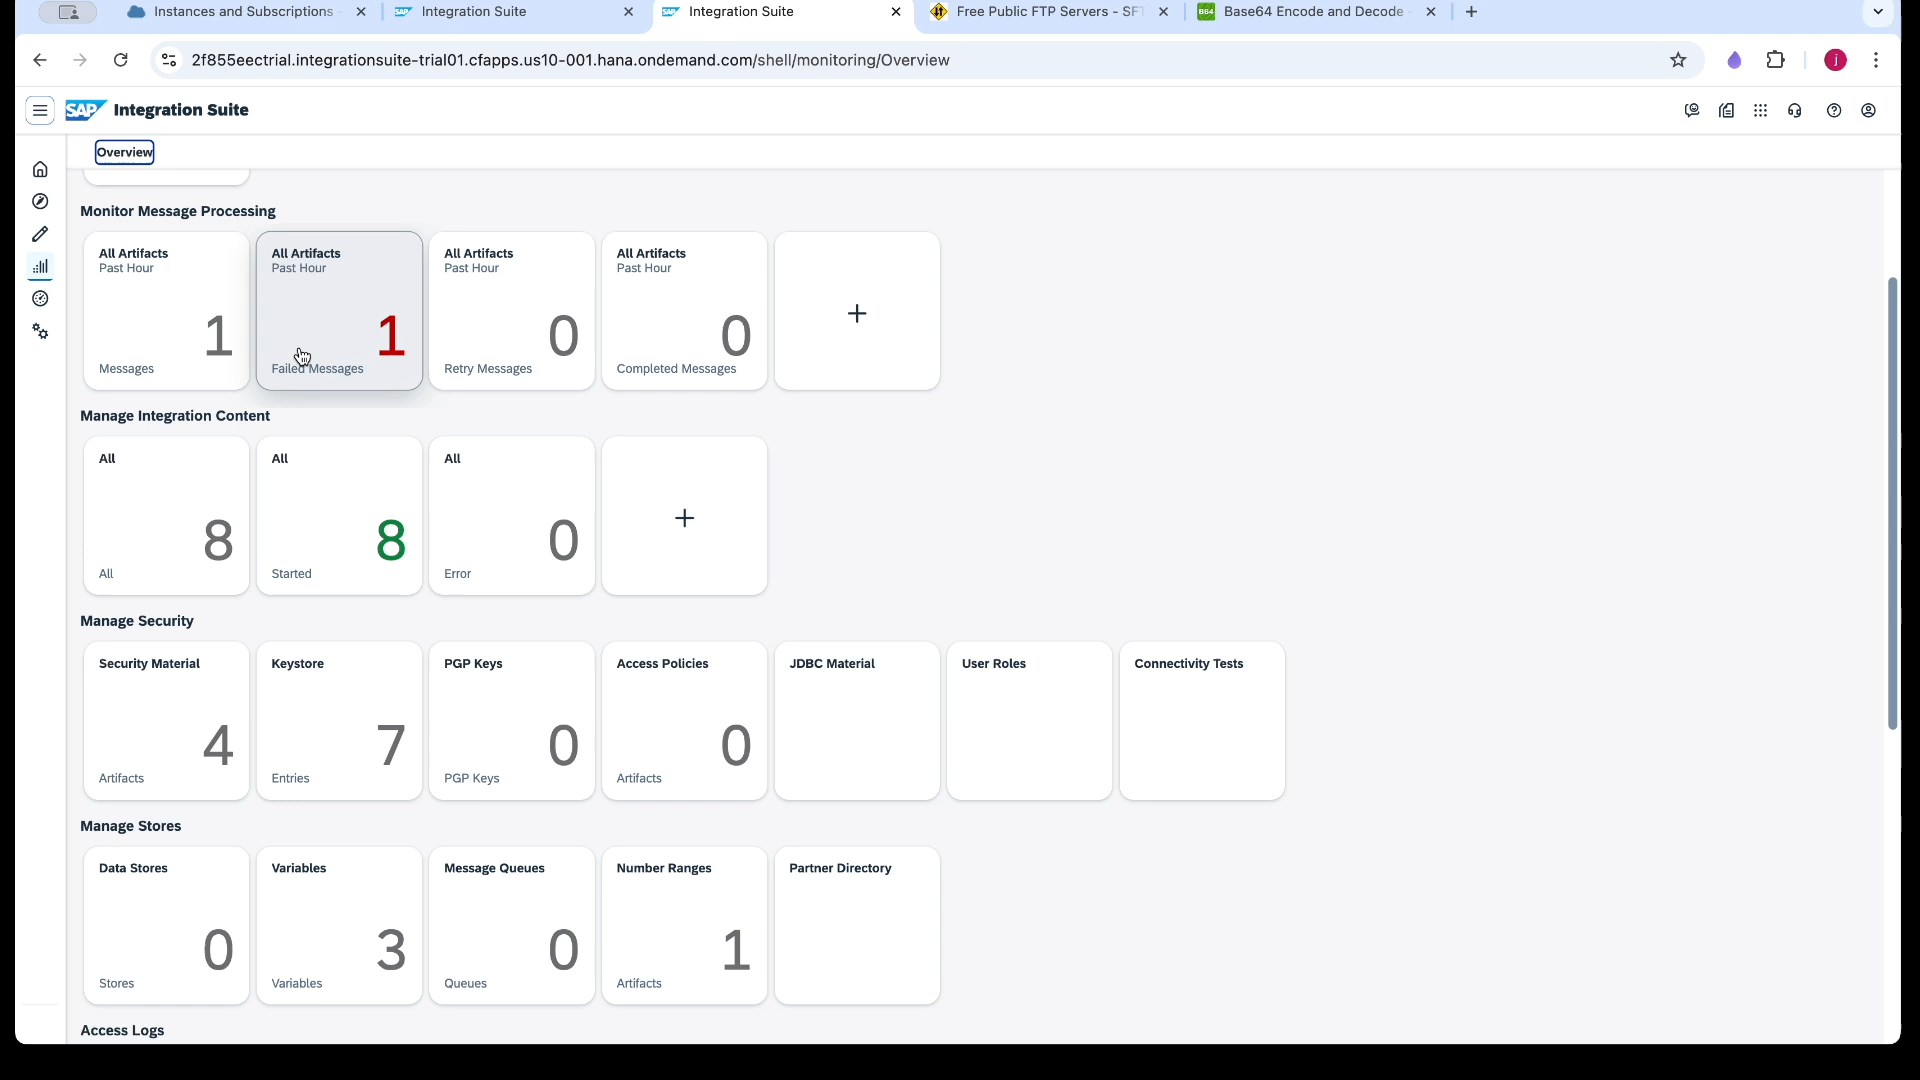 Instances and Subscriptions -
Integration Suite
Integration Suite
Free Public FTP Servers - SFT
B64
Base64 Encode and Decode -
2f855eectrial.integrationsuite-trial01.cfapps.us10-001.hana.ondemand.com/shell/monitoring/Overview
j
SAP Integration Suite
Overview
Monitor Message Processing
All Artifacts
Past Hour
1
Messages
All Artifacts
Past Hour
1
Failed Messages
All Artifacts
Past Hour
0
Retry Messages
All Artifacts
Past Hour
0
Completed Messages
+
Manage Integration Content
All
8
All
All
8
Started
All
0
Error
+
Manage Security
Security Material
4
Artifacts
Keystore
7
Entries
PGP Keys
0
PGP Keys
Access Policies
0
Artifacts
JDBC Material
User Roles
Connectivity Tests
Manage Stores
Data Stores
0
Stores
Variables
3
Variables
Message Queues
0
Queues
Number Ranges
1
Artifacts
Partner Directory
Access Logs